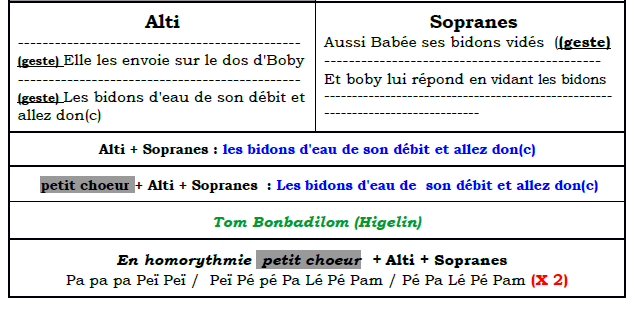 Alti
----------------------------------------------
(geste) Elle les envoie sur le dos d'Boby
----------------------------------------------
(geste) Les bidons d'eau de son débit et
allez don(c)
Sopranes
Aussi Babée ses bidons vidés ((geste)
---------------------------------------------
Et boby lui répond en vidant les bidons
-----------------------------------------------
-------------------------
Alti + Sopranes : les bidons d'eau de son débit et allez don(c)
petit choeur + Alti + Sopranes : Les bidons d'eau de son débit et allez don(c)
Tom Bonbadilom (Higelin)
En homorythmie petit choeur + Alti + Sopranes
Pa pa pa Peï Peï / Peï Pé pé Pa Lé Pé Pam / Pé Pa Lé Pé Pam (X 2)